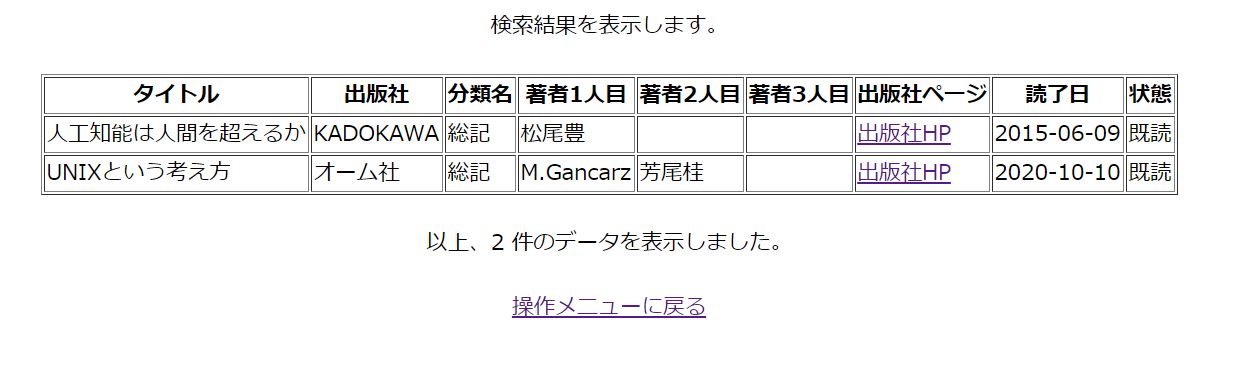 検索結果を表示します。
タイトル 出版社 分類名 著者1人目 著者2人目 著者3人目 出版社ページ 読了日 状態
人工知能は人間を超えるか KADOKAWA 総記 松尾豊 出版社HP 2015-06-09 既読
UNIXという考え方 オーム社 総記 M.Gancarz 芳尾桂 出版社HP 2020-10-10 既読
以上、2 件のデータを表示しました。
操作メニューに戻る